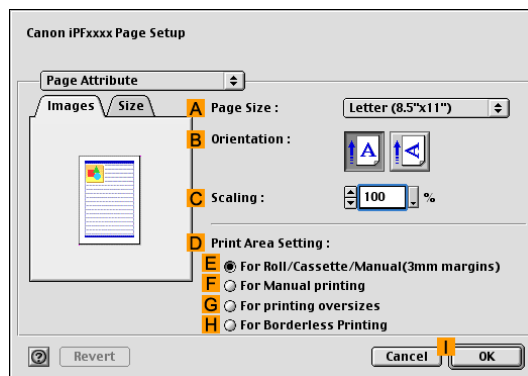 Canon iPFxxxx Page Setup
Page Attribute
Images Size
A Page Size : Letter (8.5"x11")
B Orientation :
A A
C Scaling : 100 %
D Print Area Setting :
E For Roll/Cassette/Manual(3mm margins)
F For Manual printing
G For printing oversizes
H For Borderless Printing
? Revert Cancel I OK